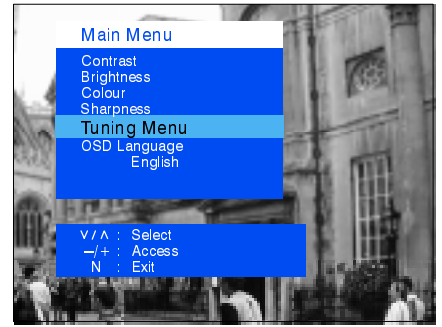 Main Menu
Contrast
Brightness
Colour
Sharpness
Tuning Menu
OSD Language
English
∨/∧ : Select
−/+ : Access
N : Exit